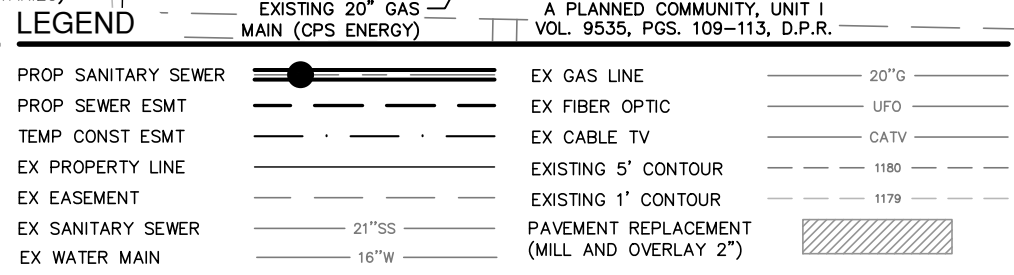 EXISTING 20" GAS
MAIN (CPS ENERGY)
A PLANNED COMMUNITY, UNIT I
VOL. 9535, PGS. 109-113, D.P.R.
LEGEND
PROP SANITARY SEWER
PROP SEWER ESMT
TEMP CONST ESMT
EX PROPERTY LINE
EX EASEMENT
EX SANITARY SEWER 21"SS
EX WATER MAIN 16"W
EX GAS LINE 20"G
EX FIBER OPTIC UFO
EX CABLE TV CATV
EXISTING 5' CONTOUR 1180
EXISTING 1' CONTOUR 1179
PAVEMENT REPLACEMENT
(MILL AND OVERLAY 2")